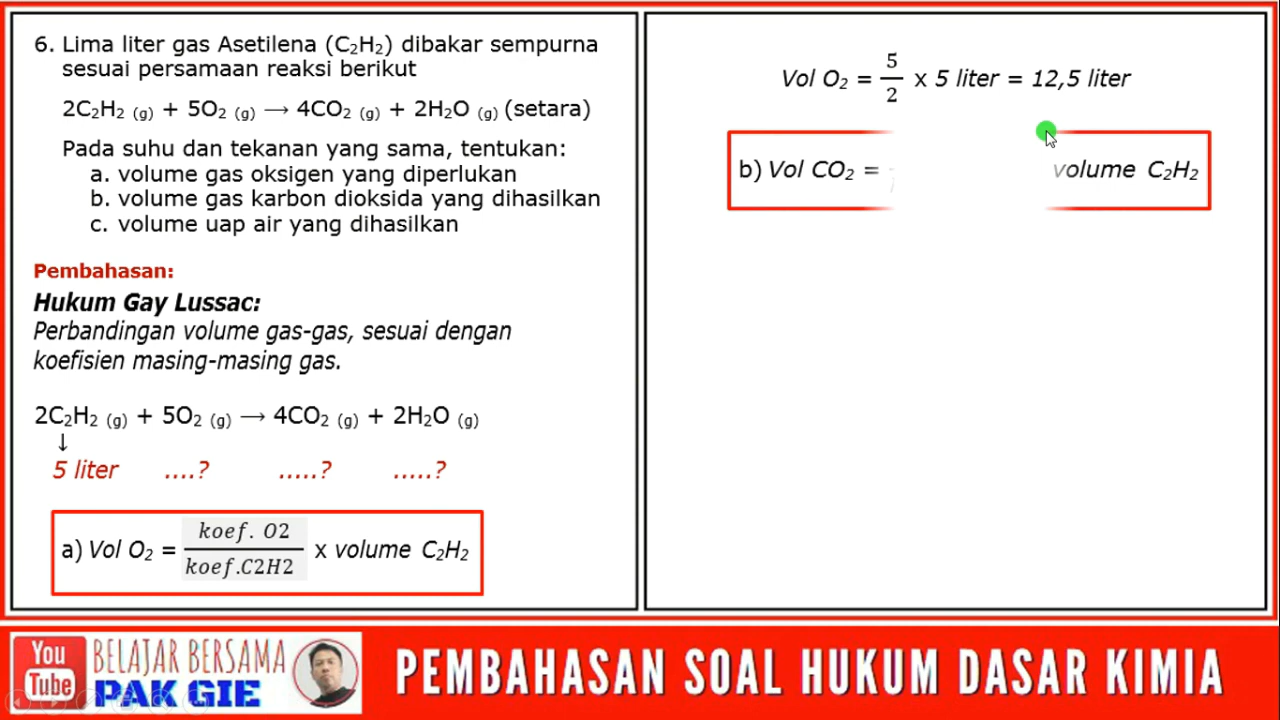 6. Lima liter gas Asetilena (C₂H₂) dibakar sempurna
sesuai persamaan reaksi berikut
2C₂H₂ (g) + 5O₂ (g) → 4CO₂ (g) + 2H₂O (g) (setara)
Pada suhu dan tekanan yang sama, tentukan:
a. volume gas oksigen yang diperlukan
b. volume gas karbon dioksida yang dihasilkan
c. volume uap air yang dihasilkan
Pembahasan:
Hukum Gay Lussac:
Perbandingan volume gas-gas, sesuai dengan
koefisien masing-masing gas.
2C₂H₂ (g) + 5O₂ (g) → 4CO₂ (g) + 2H₂O (g)
↓
5 liter ....? .....? .....?
koef. O2
a) Vol O₂ = x volume C₂H₂
koef.C2H2
5
Vol O₂ = x 5 liter = 12,5 liter
2
b) Vol CO₂ = volume C₂H₂
You
Tube
BELAJAR BERSAMA
PAK GIE
PEMBAHASAN SOAL HUKUM DASAR KIMIA